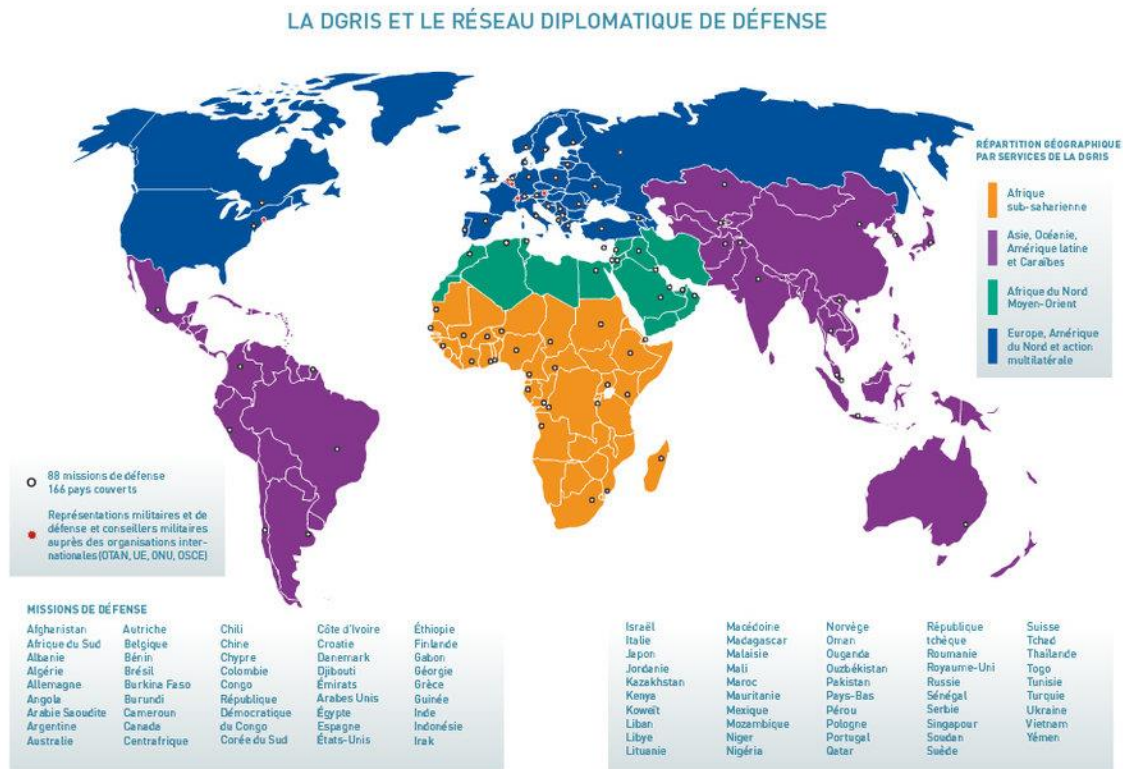 LA DGRIS ET LE RÉSEAU DIPLOMATIQUE DE DÉFENSE
RÉPARTITION GÉOGRAPHIQUE
PAR SERVICES DE LA DGRIS
Afrique
sub-saharienne
Asie, Océanie,
Amérique latine
et Caraïbes
Afrique du Nord
Moyen-Orient
Europe, Amérique
du Nord et action
multilatérale
88 missions de défense
166 pays couverts
Représentations militaires et de
défense et conseillers militaires
auprès des organisations inter-
nationales (OTAN, UE, ONU, OSCE)
MISSIONS DE DÉFENSE
Afghanistan
Afrique du Sud
Albanie
Algérie
Allemagne
Angola
Arabie Saoudite
Argentine
Australie
Autriche
Belgique
Bénin
Brésil
Burkina Faso
Burundi
Cameroun
Canada
Centrafrique
Chili
Chine
Chypre
Colombie
Congo
République
Démocratique
du Congo
Corée du Sud
Côte d'Ivoire
Croatie
Danemark
Djibouti
Émirats
Arabes Unis
Égypte
Espagne
États-Unis
Éthiopie
Finlande
Gabon
Géorgie
Grèce
Guinée
Inde
Indonésie
Irak
Israël
Italie
Japon
Jordanie
Kazakhstan
Kenya
Koweït
Liban
Libye
Lituanie
Macédoine
Madagascar
Malaisie
Mali
Maroc
Mauritanie
Mexique
Mozambique
Niger
Nigéria
Norvège
Oman
Ouganda
Ouzbékistan
Pakistan
Pays-Bas
Pérou
Pologne
Portugal
Qatar
République
tchèque
Roumanie
Royaume-Uni
Russie
Sénégal
Serbie
Singapour
Soudan
Suède
Suisse
Tchad
Thaïlande
Togo
Tunisie
Turquie
Ukraine
Vietnam
Yémen